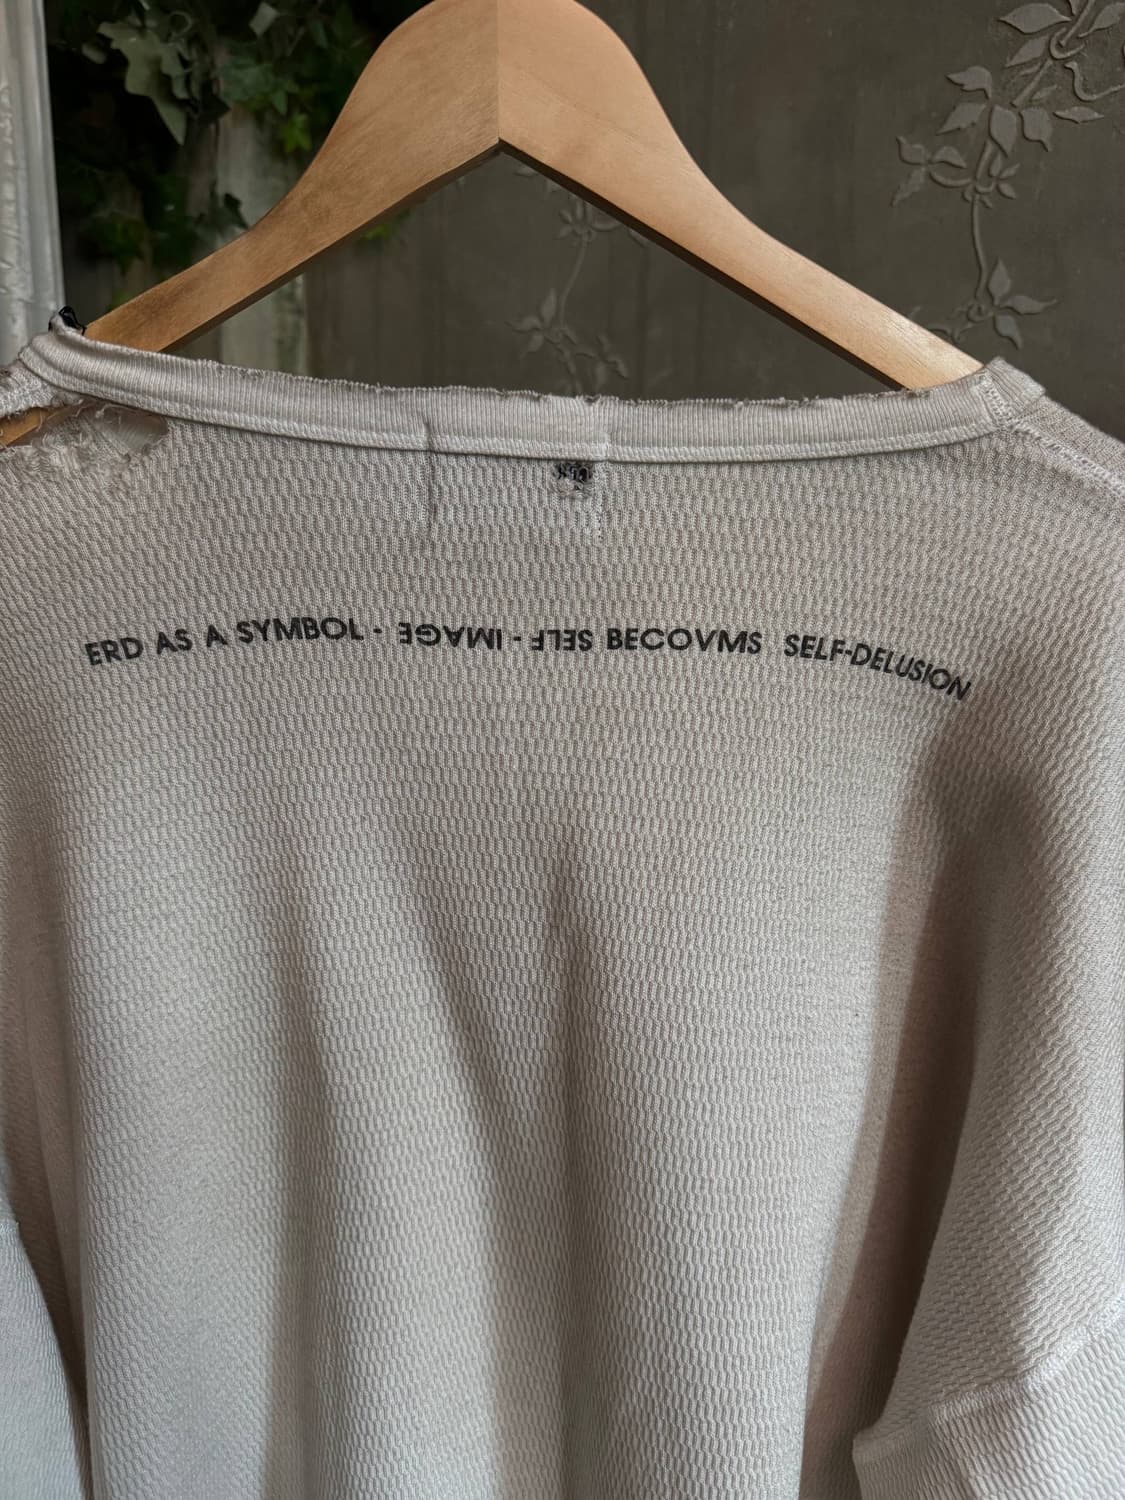 ERD AS A SYMBOL - IMAGE - SELF BECOVMS SELF-DELUSION